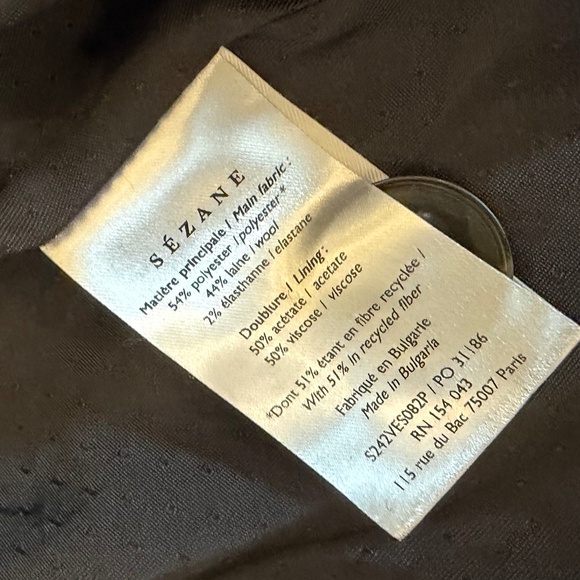 SÉZANE
Matière principale / Main fabric :
54% polyester / polyester*
44% laine / wool
2% élasthanne / elastane
Doublure / Lining :
50% acétate / acetate
50% viscose / viscose
*Dont 51% étant en fibre recyclée /
With 51% in recycled fiber
Fabriqué en Bulgarie
Made in Bulgaria
S242VES082P / PO 31186
RN 154 043
115 rue du Bac 75007 Paris